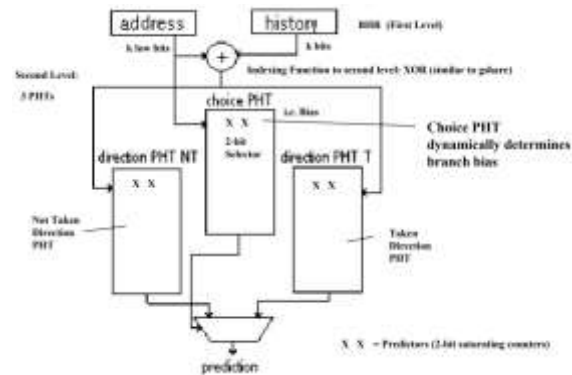 address
history
BHR (First Level)
k low bits
k bits
+
Second Level:
3 PHTs
Indexing Function to second level: XOR (similar to gshare)
choice PHT
i.e. Bias
X X
2-bit
Selector
Choice PHT
dynamically determines
branch bias
direction PHT NT
direction PHT T
X X
X X
Not Taken
Direction
PHT
Taken
Direction
PHT
X X = Predictors (2-bit saturating counters)
prediction